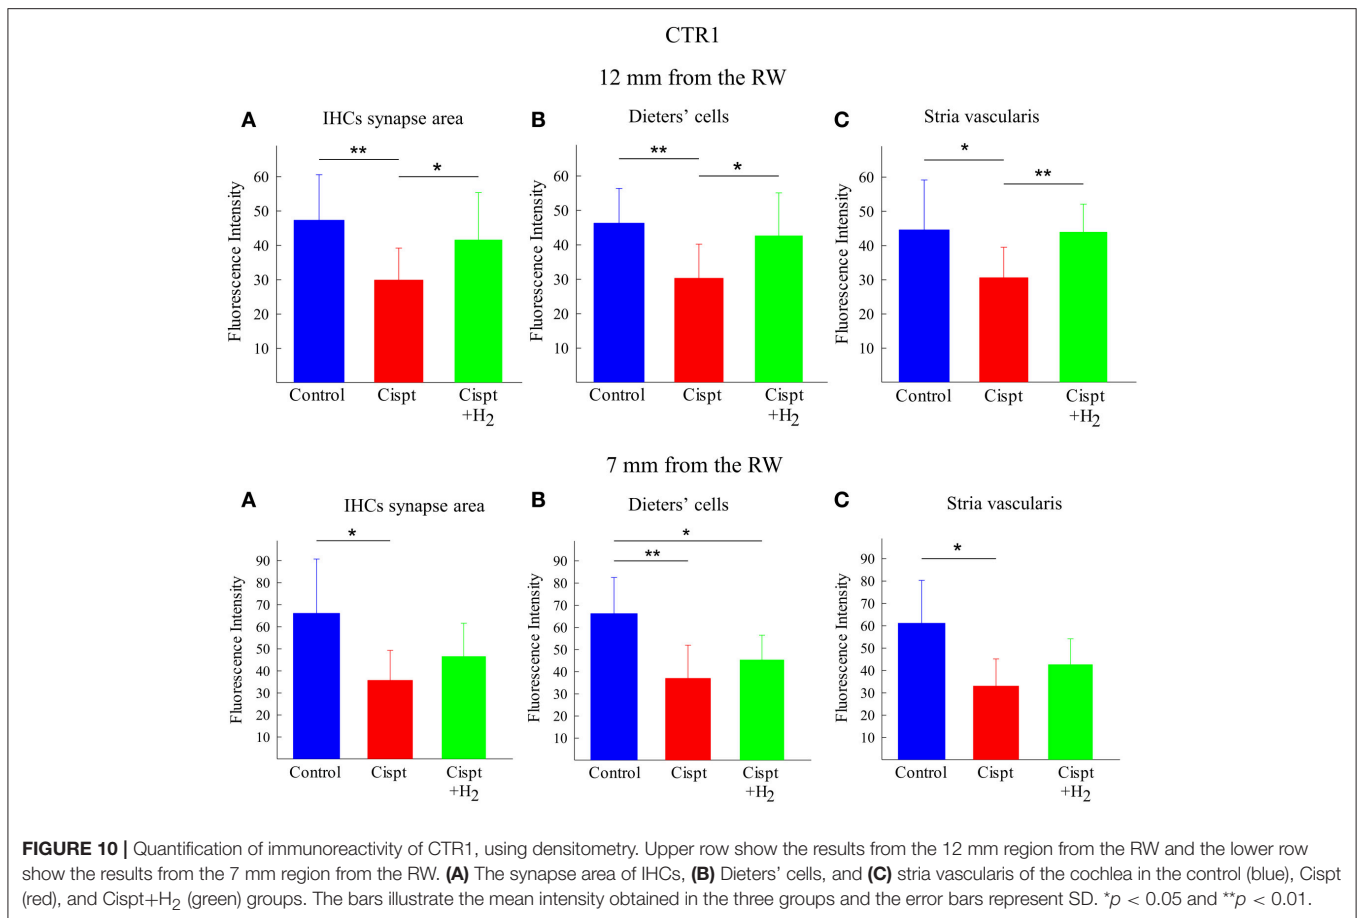 CTR1
12 mm from the RW
A
IHCs synapse area
**
*
Fluorescence Intensity
60
50
40
30
20
10
Control
Cispt
Cispt
+H2
B
Dieters' cells
**
*
Fluorescence Intensity
60
50
40
30
20
10
Control
Cispt
Cispt
+H2
C
Stria vascularis
*
**
Fluorescence Intensity
60
50
40
30
20
10
Control
Cispt
Cispt
+H2
7 mm from the RW
A
IHCs synapse area
*
Fluorescence Intensity
90
80
70
60
50
40
30
20
10
Control
Cispt
Cispt
+H2
B
Dieters' cells
*
**
Fluorescence Intensity
90
80
70
60
50
40
30
20
10
Control
Cispt
Cispt
+H2
C
Stria vascularis
*
Fluorescence Intensity
90
80
70
60
50
40
30
20
10
Control
Cispt
Cispt
+H2
FIGURE 10 | Quantification of immunoreactivity of CTR1, using densitometry. Upper row show the results from the 12 mm region from the RW and the lower row
show the results from the 7 mm region from the RW. (A) The synapse area of IHCs, (B) Dieters' cells, and (C) stria vascularis of the cochlea in the control (blue), Cispt
(red), and Cispt+H2 (green) groups. The bars illustrate the mean intensity obtained in the three groups and the error bars represent SD. *p < 0.05 and **p < 0.01.